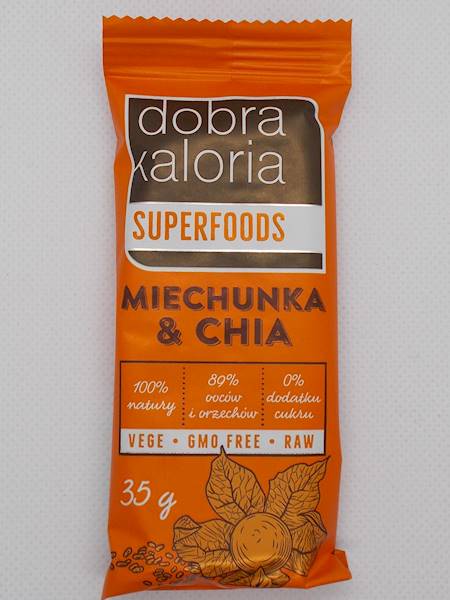 dobra
kaloria
SUPERFOODS
MIECHUNKA
& CHIA
100%
natury
89%
owoców
i orzechów
0%
dodatku
cukru
VEGE • GMO FREE • RAW
35 g